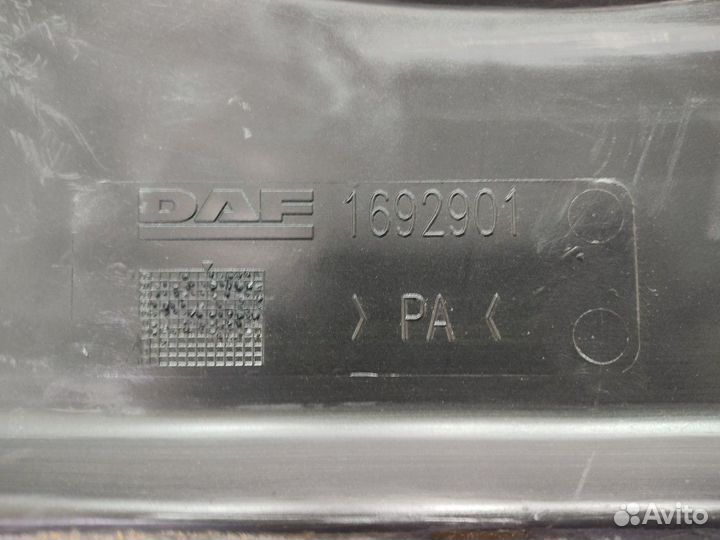 DAF 1692901
> PA <
Avito